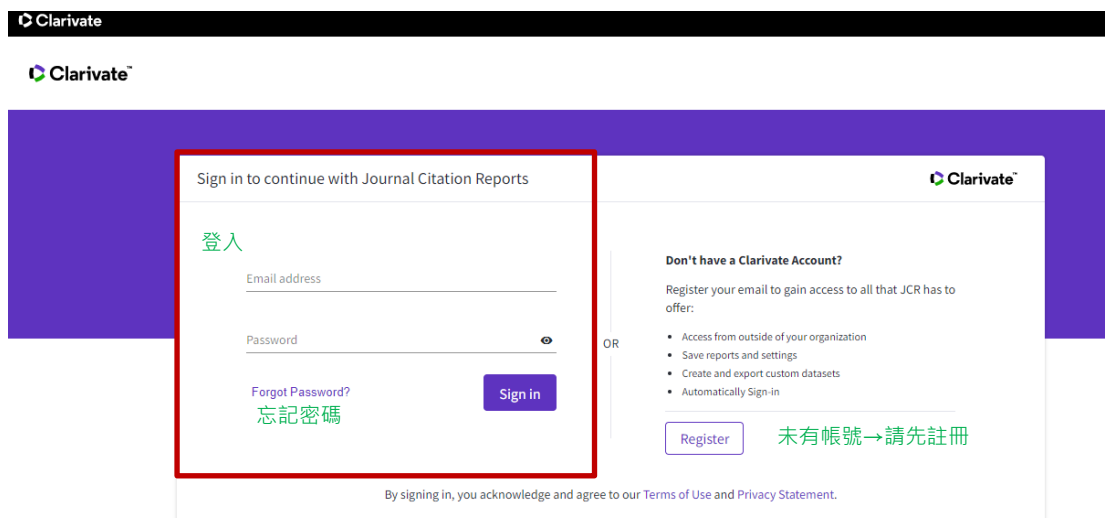 Clarivate
Clarivate™
Sign in to continue with Journal Citation Reports
Clarivate™
登入
Email address
Password
Forgot Password?
Sign in
忘記密碼
OR
Don't have a Clarivate Account?
Register your email to gain access to all that JCR has to
offer:
• Access from outside of your organization
• Save reports and settings
• Create and export custom datasets
• Automatically Sign-in
Register
未有帳號→請先註冊
By signing in, you acknowledge and agree to our Terms of Use and Privacy Statement.